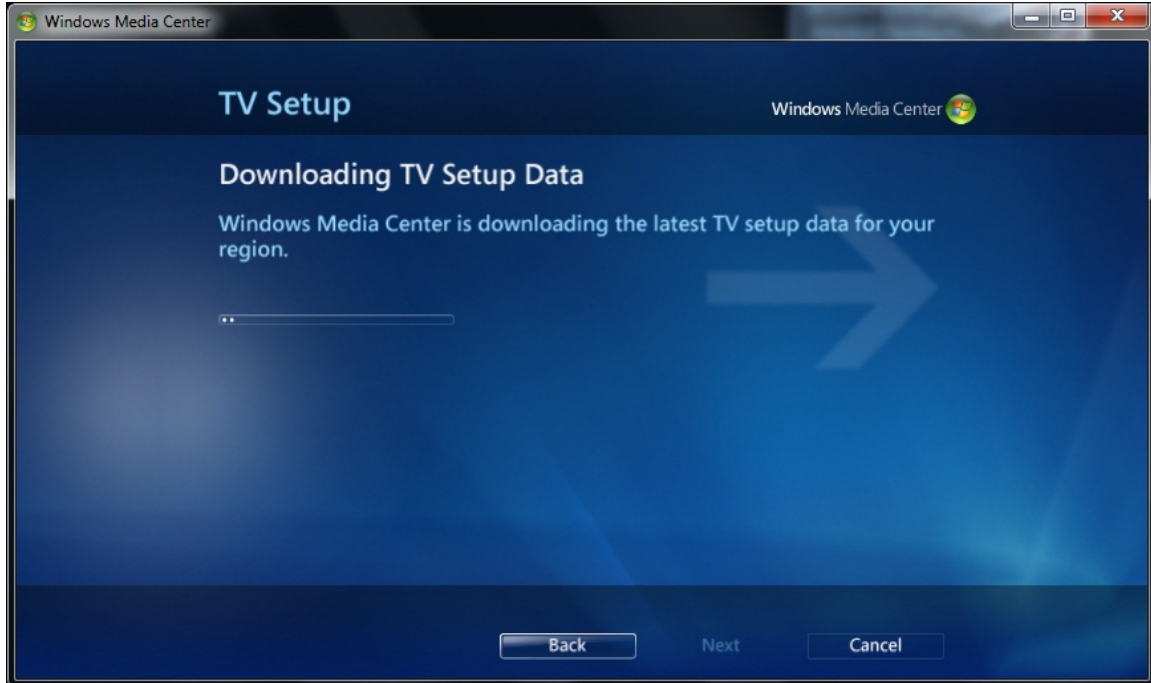 Windows Media Center
TV Setup
Windows Media Center
Downloading TV Setup Data
Windows Media Center is downloading the latest TV setup data for your
region.
Back Next Cancel